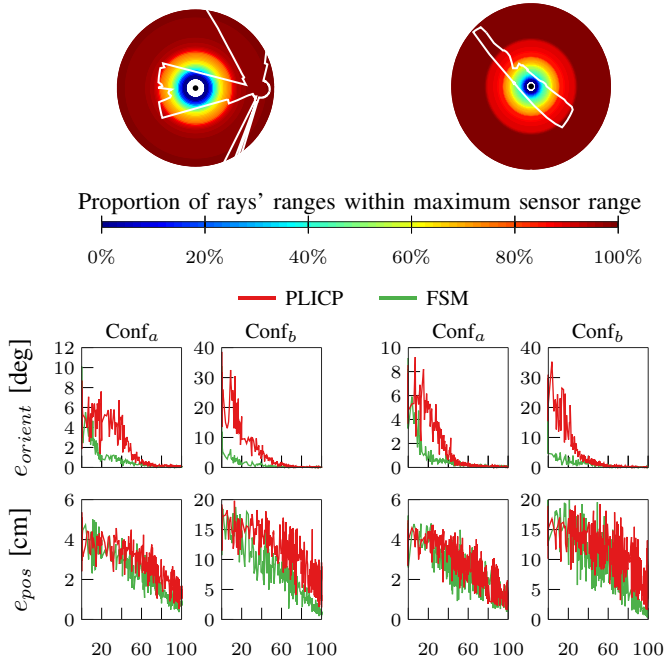 Proportion of rays' ranges within maximum sensor range
0% 20% 40% 60% 80% 100%
PLICP FSM
Conf_a Conf_b Conf_a Conf_b
e_orient [deg]
12 10 8 6 4 2 0
40 30 20 10 0
10 8 6 4 2 0
40 30 20 10 0
e_pos [cm]
6 4 2 0
20 15 10 5 0
6 4 2 0
20 15 10 5 0
20 60 100 20 60 100 20 60 100 20 60 100